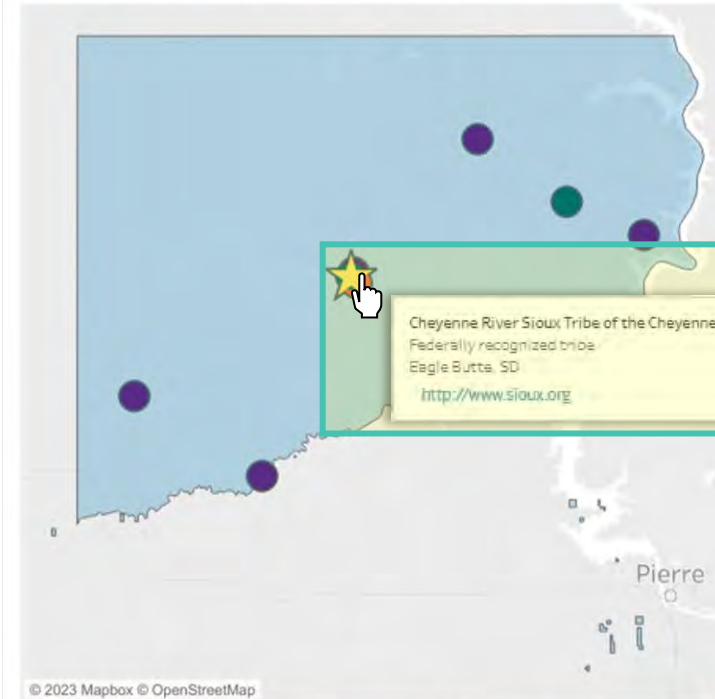 Cheyenne River Sioux Tribe of the Cheyenne
Federally recognized tribe
Eagle Butte, SD
http://www.sioux.org
Pierre
© 2023 Mapbox © OpenStreetMap